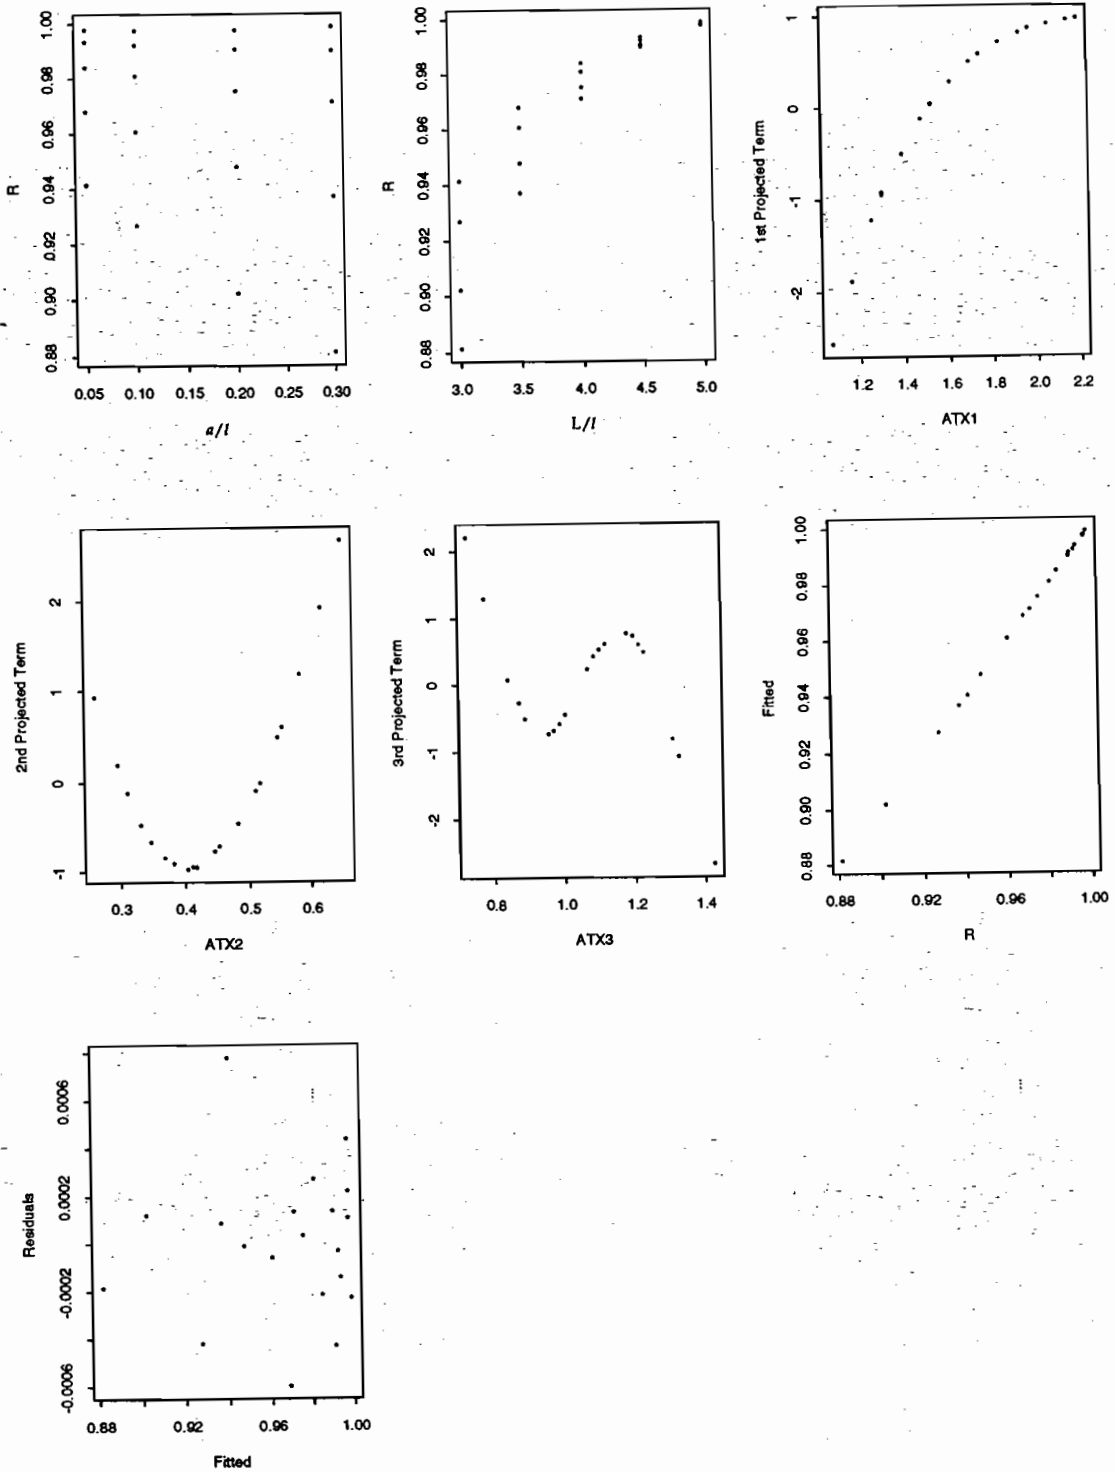 R
1.00
0.98
0.96
0.94
0.92
0.90
0.88
0.05 0.10 0.15 0.20 0.25 0.30
a/l
R
1.00
0.98
0.96
0.94
0.92
0.90
0.88
3.0 3.5 4.0 4.5 5.0
L/l
1st Projected Term
1
0
-1
-2
1.2 1.4 1.6 1.8 2.0 2.2
ATX1
2nd Projected Term
2
1
0
-1
0.3 0.4 0.5 0.6
ATX2
3rd Projected Term
2
1
0
-1
-2
0.8 1.0 1.2 1.4
ATX3
Fitted
1.00
0.98
0.96
0.94
0.92
0.90
0.88
0.88 0.92 0.96 1.00
R
Residuals
0.0006
0.0002
-0.0002
-0.0006
0.88 0.92 0.96 1.00
Fitted